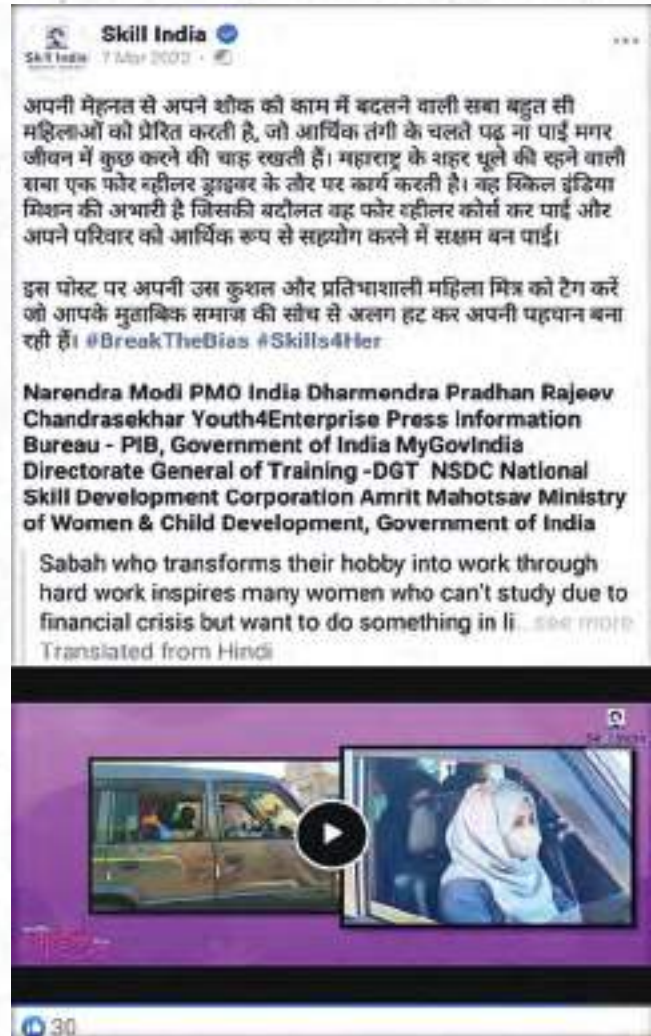 Skill India
Skill India
7 Mar 2022
अपनी मेहनत से अपने शौक को काम में बदलने वाली सबा बहुत सी
महिलाओं को प्रेरित करती है, जो आर्थिक तंगी के चलते पढ़ ना पाईं मगर
जीवन में कुछ करने की चाह रखती हैं। महाराष्ट्र के शहर धूले की रहने वाली
सबा एक फोर व्हीलर ड्राइवर के तौर पर कार्य करती है। वह स्किल इंडिया
मिशन की अभारी है जिसकी बदौलत वह फोर व्हीलर कोर्स कर पाई और
अपने परिवार को आर्थिक रूप से सहयोग करने में सक्षम बन पाई।
इस पोस्ट पर अपनी उस कुशल और प्रतिभाशाली महिला मित्र को टैग करें
जो आपके मुताबिक समाज की सोच से अलग हट कर अपनी पहचान बना
रही हैं। #BreakTheBias #Skills4Her
Narendra Modi PMO India Dharmendra Pradhan Rajeev
Chandrasekhar Youth4Enterprise Press Information
Bureau - PIB, Government of India MyGovIndia
Directorate General of Training -DGT NSDC National
Skill Development Corporation Amrit Mahotsav Ministry
of Women & Child Development, Government of India
Sabah who transforms their hobby into work through
hard work inspires many women who can't study due to
financial crisis but want to do something in li... see more
Translated from Hindi
30